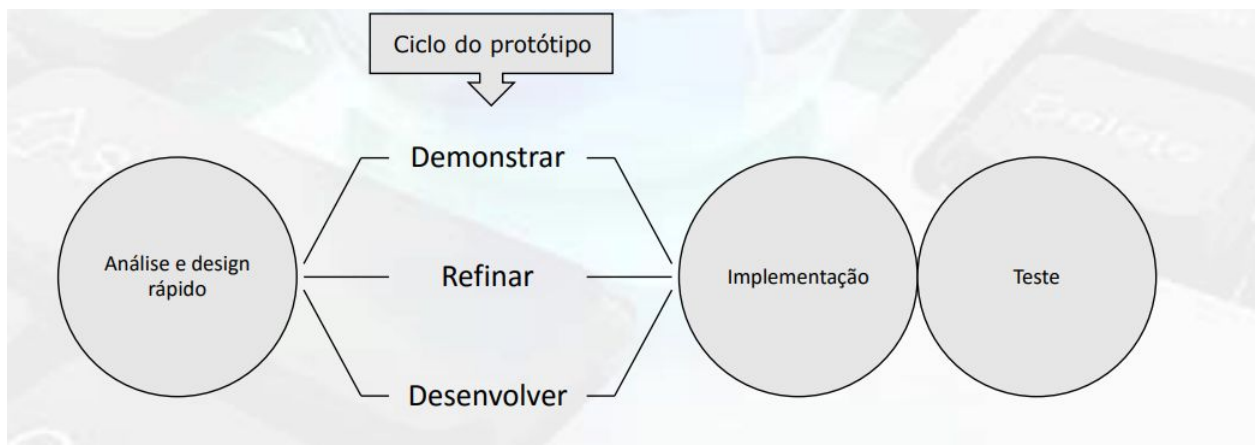 Ciclo do protótipo
Demonstrar
Análise e design
rápido
Refinar
Implementação
Teste
Desenvolver